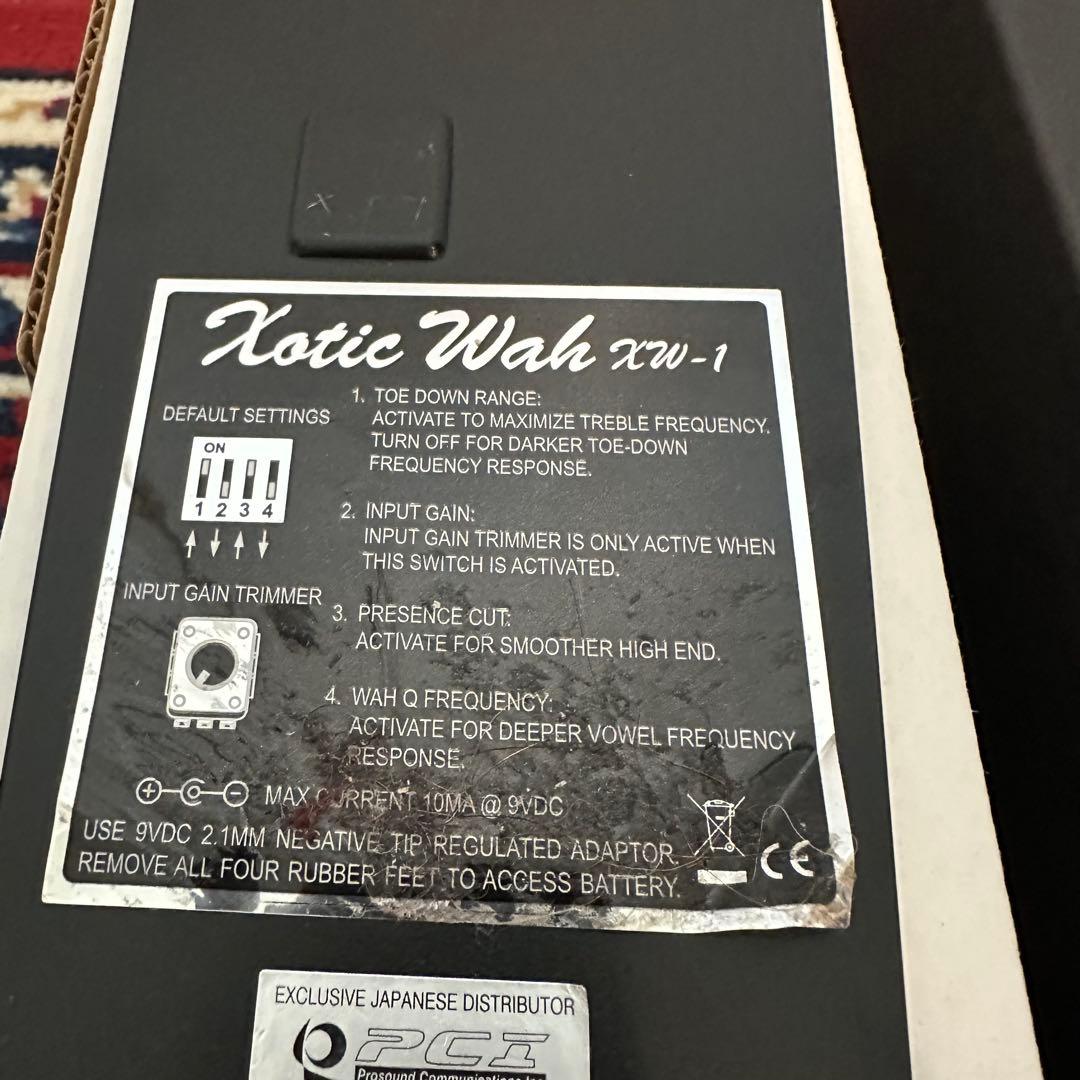 Xotic Wah XW-1
DEFAULT SETTINGS
ON
1 2 3 4
INPUT GAIN TRIMMER
1. TOE DOWN RANGE:
ACTIVATE TO MAXIMIZE TREBLE FREQUENCY.
TURN OFF FOR DARKER TOE-DOWN
FREQUENCY RESPONSE.
2. INPUT GAIN:
INPUT GAIN TRIMMER IS ONLY ACTIVE WHEN
THIS SWITCH IS ACTIVATED.
3. PRESENCE CUT:
ACTIVATE FOR SMOOTHER HIGH END.
4. WAH Q FREQUENCY:
ACTIVATE FOR DEEPER VOWEL FREQUENCY
RESPONSE.
MAX CURRENT 10MA @ 9VDC
USE 9VDC 2.1MM NEGATIVE TIP REGULATED ADAPTOR.
REMOVE ALL FOUR RUBBER FEET TO ACCESS BATTERY.
CE
EXCLUSIVE JAPANESE DISTRIBUTOR
PCI
Prosound Communications Inc.